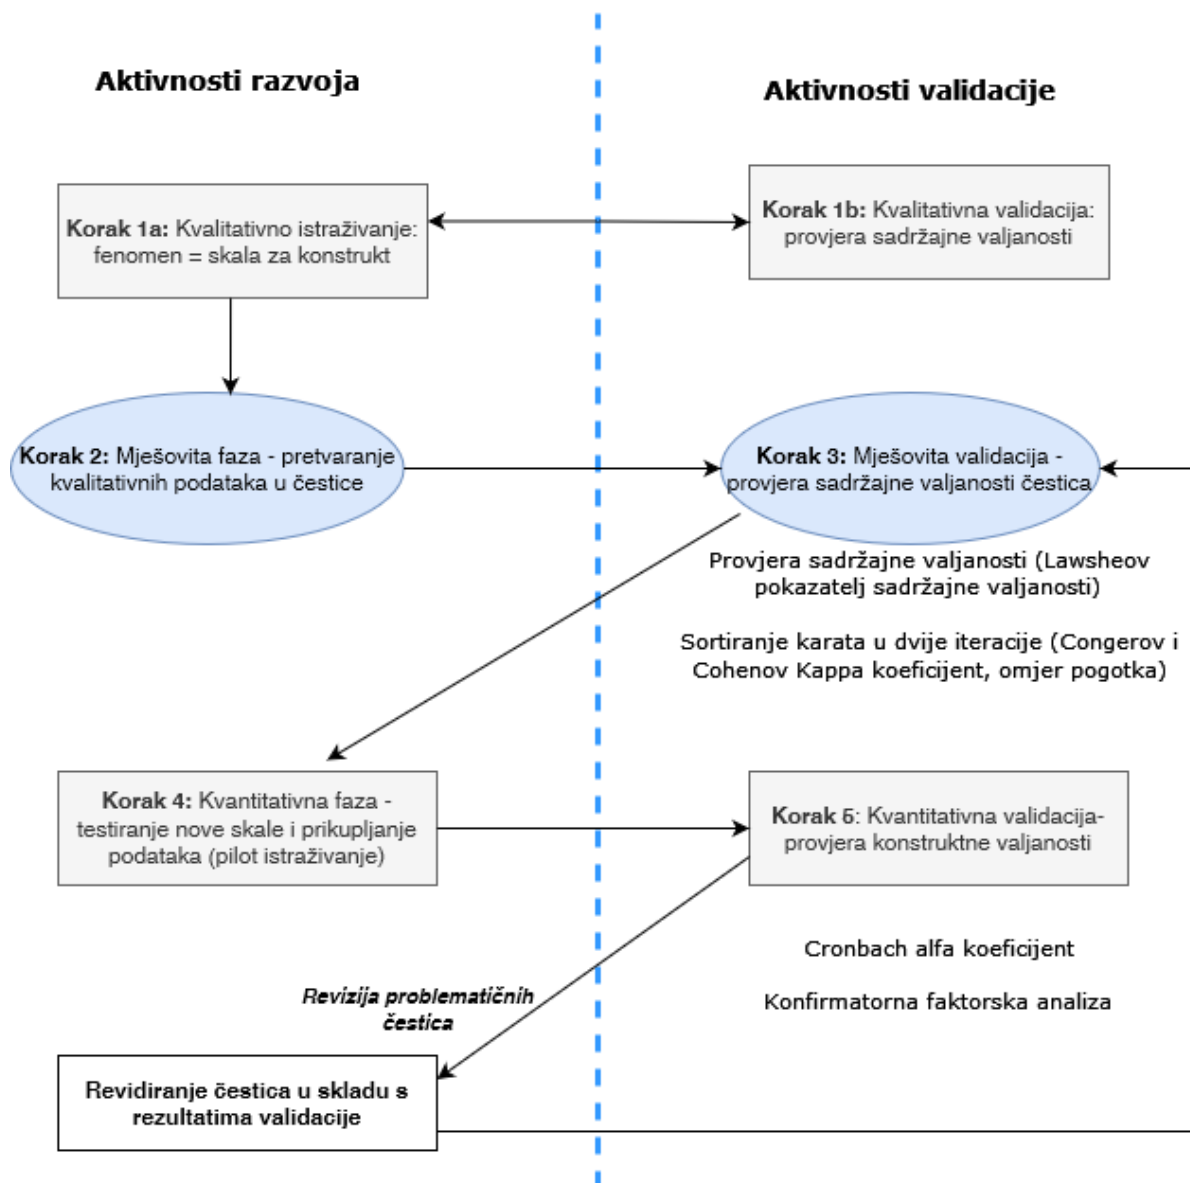 Aktivnosti razvoja
Aktivnosti validacije
Korak 1a: Kvalitativno istraživanje:
fenomen = skala za konstrukt
Korak 1b: Kvalitativna validacija:
provjera sadržajne valjanosti
Korak 2: Mješovita faza - pretvaranje
kvalitativnih podataka u čestice
Korak 3: Mješovita validacija -
provjera sadržajne valjanosti čestica
Provjera sadržajne valjanosti (Lawsheov
pokazatelj sadržajne valjanosti)
Sortiranje karata u dvije iteracije (Congerov i
Cohenov Kappa koeficijent, omjer pogotka)
Korak 4: Kvantitativna faza -
testiranje nove skale i prikupljanje
podataka (pilot istraživanje)
Korak 5: Kvantitativna validacija-
provjera konstruktne valjanosti
Cronbach alfa koeficijent
Konfirmatorna faktorska analiza
Revizija problematičnih
čestica
Revidiranje čestica u skladu s
rezultatima validacije